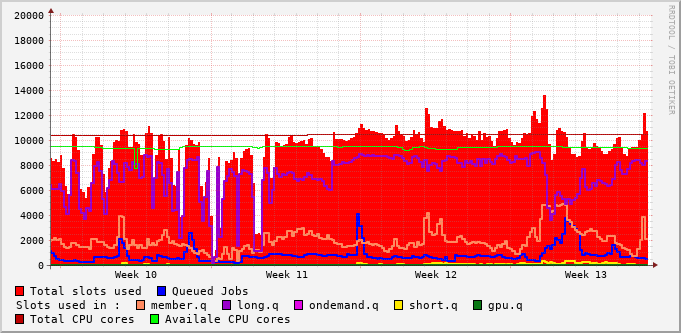 20000
18000
16000
14000
12000
10000
8000
6000
4000
2000
0
Week 10 Week 11 Week 12 Week 13
RRDTOOL / TOBI OETIKER
Total slots used Queued Jobs
Slots used in : member.q long.q ondemand.q short.q gpu.q
Total CPU cores Availale CPU cores